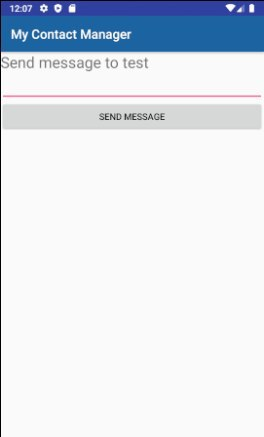 12:07
My Contact Manager
Send message to test
SEND MESSAGE